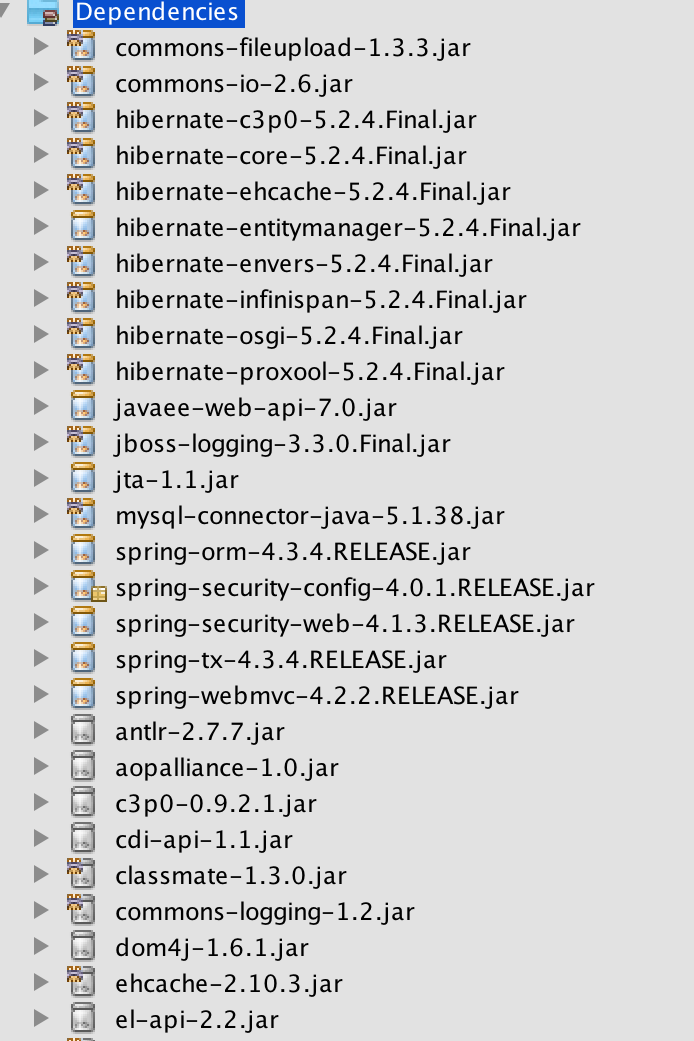 Dependencies
commons-fileupload-1.3.3.jar
commons-io-2.6.jar
hibernate-c3p0-5.2.4.Final.jar
hibernate-core-5.2.4.Final.jar
hibernate-ehcache-5.2.4.Final.jar
hibernate-entitymanager-5.2.4.Final.jar
hibernate-envers-5.2.4.Final.jar
hibernate-infinispan-5.2.4.Final.jar
hibernate-osgi-5.2.4.Final.jar
hibernate-proxool-5.2.4.Final.jar
javaee-web-api-7.0.jar
jboss-logging-3.3.0.Final.jar
jta-1.1.jar
mysql-connector-java-5.1.38.jar
spring-orm-4.3.4.RELEASE.jar
spring-security-config-4.0.1.RELEASE.jar
spring-security-web-4.1.3.RELEASE.jar
spring-tx-4.3.4.RELEASE.jar
spring-webmvc-4.2.2.RELEASE.jar
antlr-2.7.7.jar
aopalliance-1.0.jar
c3p0-0.9.2.1.jar
cdi-api-1.1.jar
classmate-1.3.0.jar
commons-logging-1.2.jar
dom4j-1.6.1.jar
ehcache-2.10.3.jar
el-api-2.2.jar